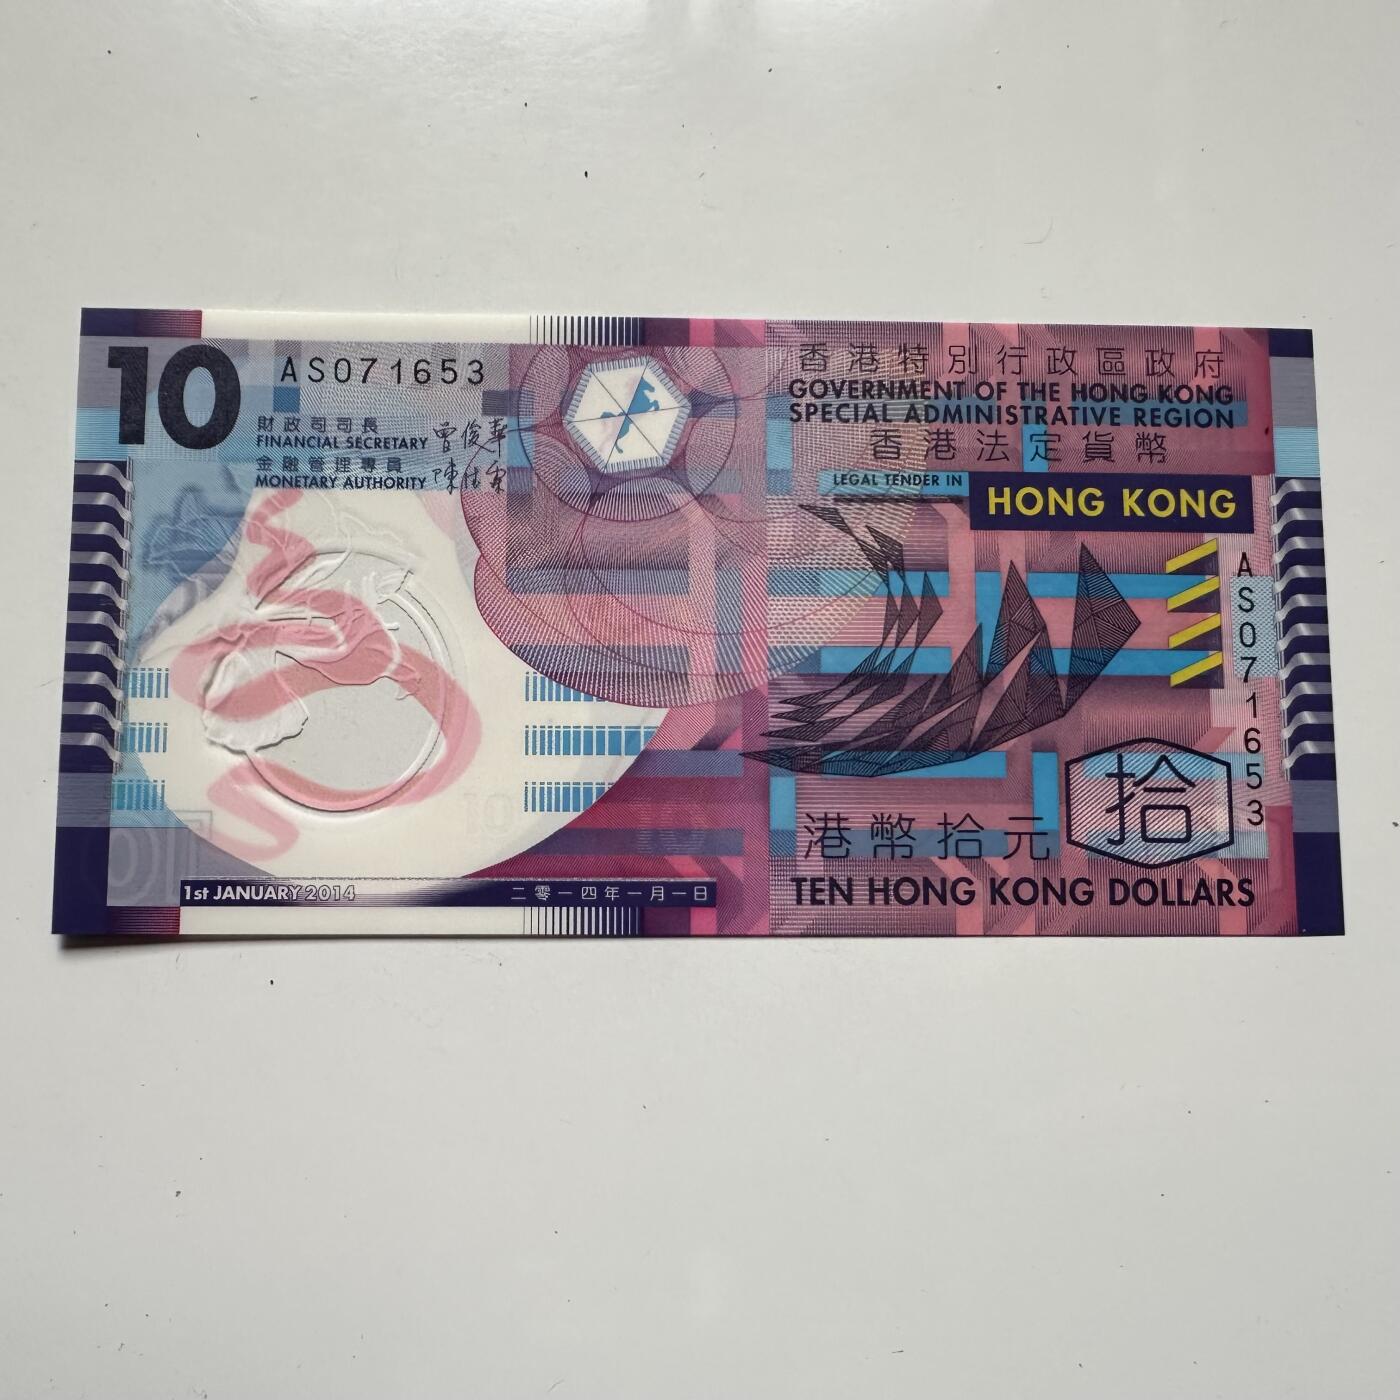 10
AS071653
財政司司長
FINANCIAL SECRETARY
曾俊華
金融管理專員
MONETARY AUTHORITY
陳德霖
香港特別行政區政府
GOVERNMENT OF THE HONG KONG
SPECIAL ADMINISTRATIVE REGION
香港法定貨幣
LEGAL TENDER IN
HONG KONG
AS071653
10
10
10
港幣拾元
拾
TEN HONG KONG DOLLARS
1st JANUARY 2014
二零一四年一月一日